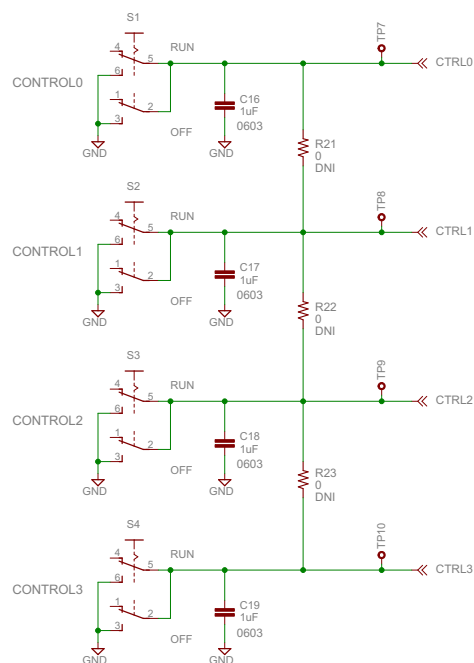 S1
4
5
RUN
6
CONTROL0
1
2
3
OFF
GND
C16
1uF
0603
GND
TP7
CTRL0
R21
0
DNI
S2
4
5
RUN
6
CONTROL1
1
2
3
OFF
GND
C17
1uF
0603
GND
TP8
CTRL1
R22
0
DNI
S3
4
5
RUN
6
CONTROL2
1
2
3
OFF
GND
C18
1uF
0603
GND
TP9
CTRL2
R23
0
DNI
S4
4
5
RUN
6
CONTROL3
1
2
3
OFF
GND
C19
1uF
0603
GND
TP10
CTRL3